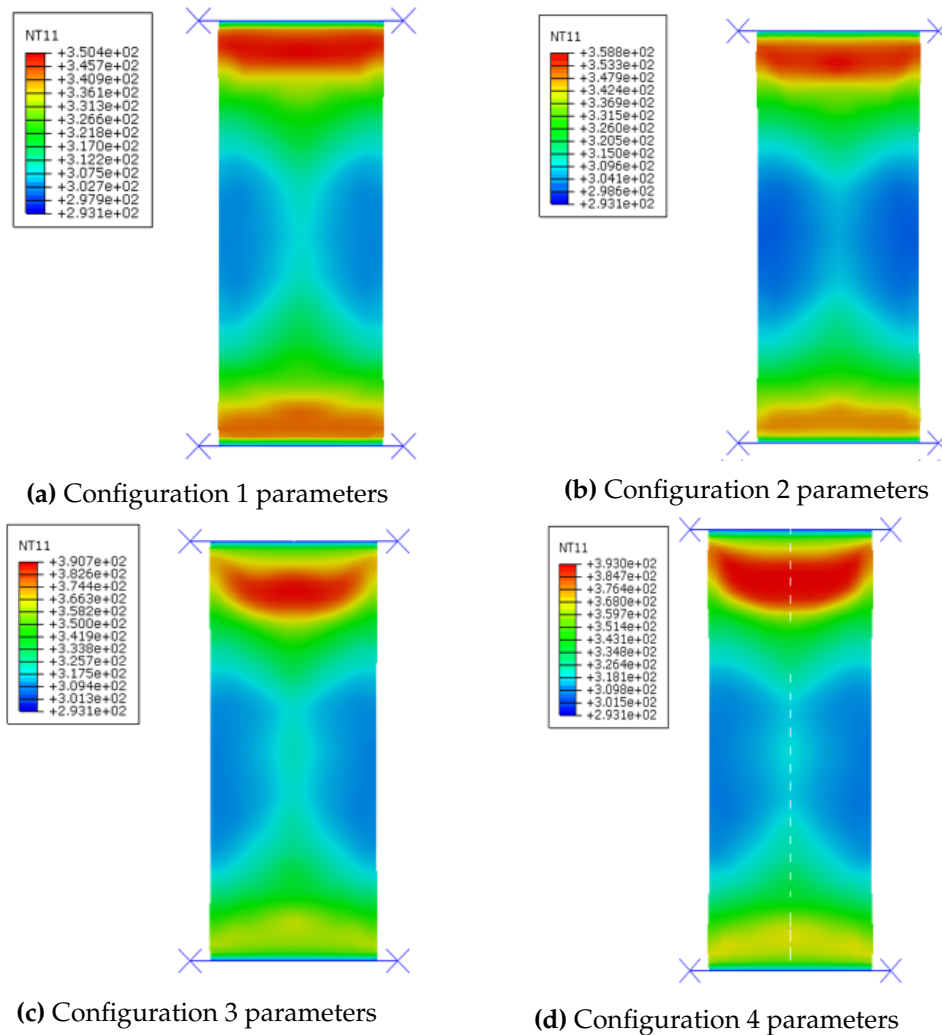 NT11
+3.504e+02
+3.457e+02
+3.409e+02
+3.361e+02
+3.313e+02
+3.266e+02
+3.218e+02
+3.170e+02
+3.122e+02
+3.075e+02
+3.027e+02
+2.979e+02
+2.931e+02
(a) Configuration 1 parameters
NT11
+3.588e+02
+3.533e+02
+3.479e+02
+3.424e+02
+3.369e+02
+3.315e+02
+3.260e+02
+3.205e+02
+3.150e+02
+3.096e+02
+3.041e+02
+2.986e+02
+2.931e+02
(b) Configuration 2 parameters
NT11
+3.907e+02
+3.826e+02
+3.744e+02
+3.663e+02
+3.582e+02
+3.500e+02
+3.419e+02
+3.338e+02
+3.257e+02
+3.175e+02
+3.094e+02
+3.013e+02
+2.931e+02
(c) Configuration 3 parameters
NT11
+3.930e+02
+3.847e+02
+3.764e+02
+3.680e+02
+3.597e+02
+3.514e+02
+3.431e+02
+3.348e+02
+3.264e+02
+3.181e+02
+3.098e+02
+3.015e+02
+2.931e+02
(d) Configuration 4 parameters